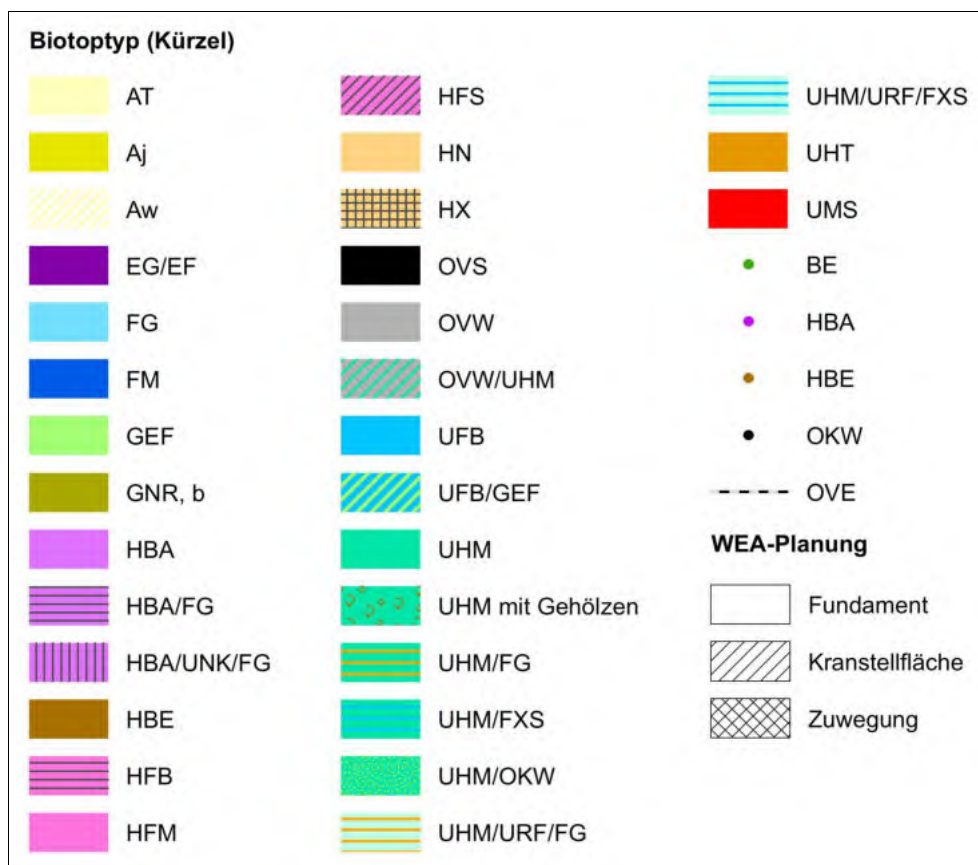 Biotoptyp (Kürzel)
AT
Aj
Aw
EG/EF
FG
FM
GEF
GNR, b
HBA
HBA/FG
HBA/UNK/FG
HBE
HFB
HFM
HFS
HN
HX
OVS
OVW
OVW/UHM
UFB
UFB/GEF
UHM
UHM mit Gehölzen
UHM/FG
UHM/FXS
UHM/OKW
UHM/URF/FG
UHM/URF/FXS
UHT
UMS
BE
HBA
HBE
OKW
OVE
WEA-Planung
Fundament
Kranstellfläche
Zuwegung